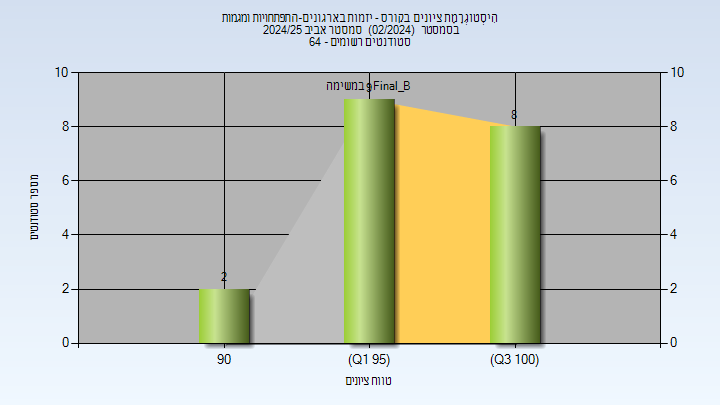 היסטוגרמת ציונים בקורס - יזמות בארגונים-התפתחויות ומגמות
בסמסטר (02/2024) סמסטר אביב 2024/25
סטודנטים רשומים - 64
במשימה Final_B
10 10
9
8 8
8
6 6
4 4
2
2 2
0 0
90 (Q1 95) (Q3 100)
מספר סטודנטים
טווח ציונים